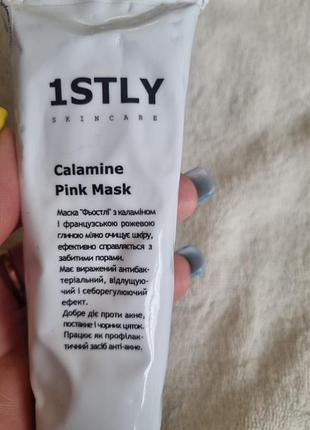 1STLY
SKINCARE
Calamine
Pink Mask
Маска "Фьостлі" з каламіном
і французською рожевою
глиною мʼяко очищує шкіру,
ефективно справляється з
забитими порами.
Має виражений антибак-
теріальний, відлущую-
чий і себорегулюючий
ефект.
Добре діє проти акне,
постакне і чорних цяток.
Працює як профілак-
тичний засіб анти-акне.